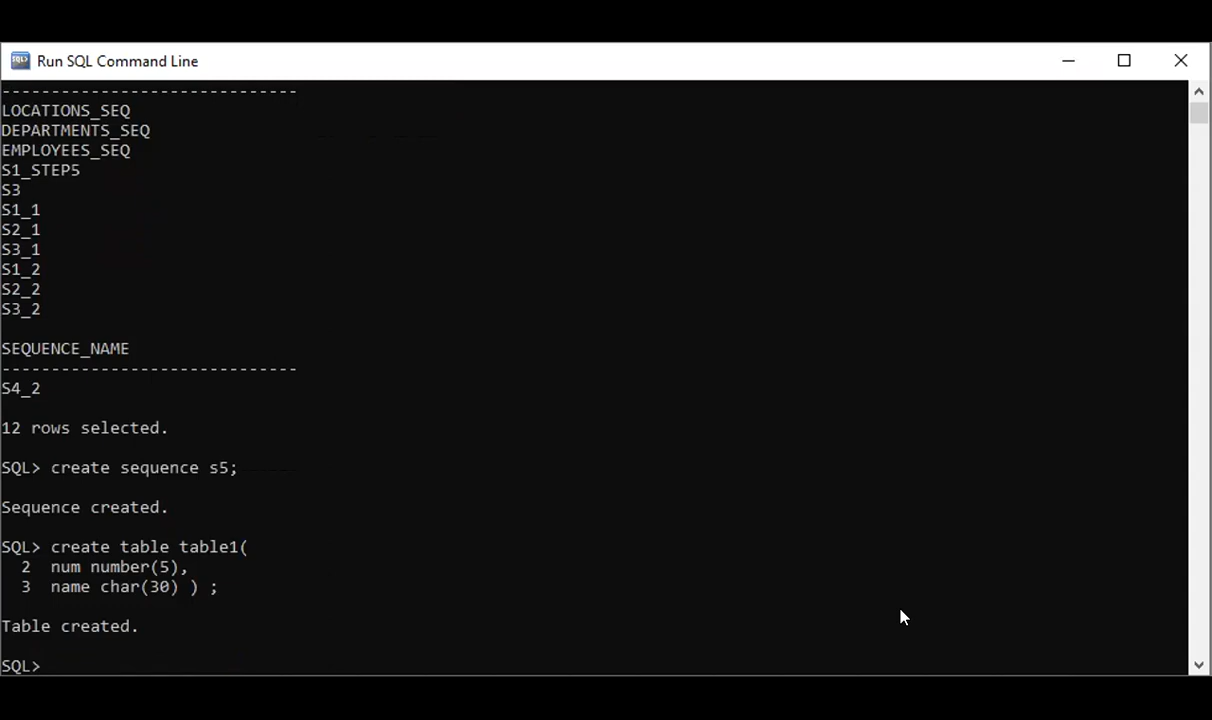 Run SQL Command Line
------------------------------
LOCATIONS_SEQ
DEPARTMENTS_SEQ
EMPLOYEES_SEQ
S1_STEP5
S3
S1_1
S2_1
S3_1
S1_2
S2_2
S3_2
SEQUENCE_NAME
------------------------------
S4_2
12 rows selected.
SQL> create sequence s5;
Sequence created.
SQL> create table table1(
2 num number(5),
3 name char(30) ) ;
Table created.
SQL>